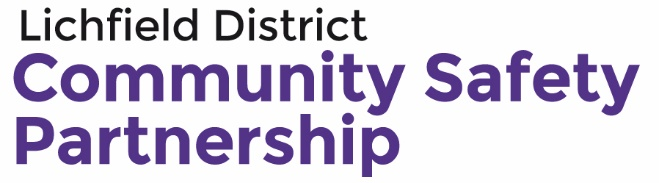 Lichfield District
Community Safety
Partnership